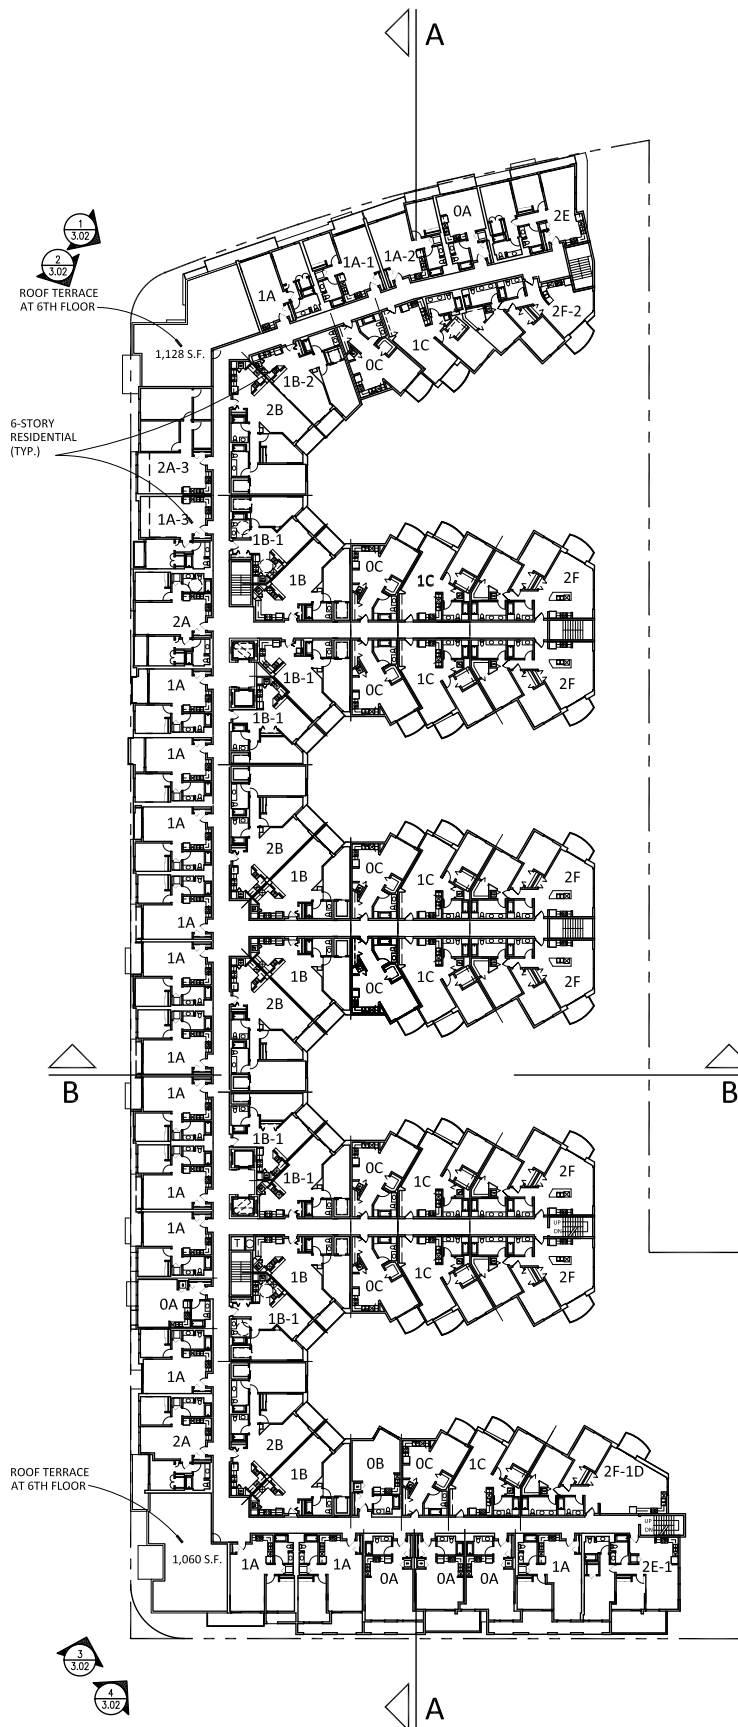 A
1
3.02
2
3.02
ROOF TERRACE
AT 6TH FLOOR
1,128 S.F.
0A
2E
1A-2
1A-1
1A
2F-2
1C
0C
1B-2
2B
6-STORY
RESIDENTIAL
(TYP.)
2A-3
1A-3
1B-1
1B
0C
1C
2F
2A
1B-1
0C
1C
2F
1A
1B-1
1A
1A
2B
1B
0C
1C
2F
1A
1A
1B
0C
1C
2F
2B
1A
B
B
1A
1B-1
1B-1
0C
1C
2F
1A
1A
UP
DN
T
1B
0C
1C
2F
0A
1B-1
1A
2A
2B
1B
0B
0C
1C
2F-1D
ROOF TERRACE
AT 6TH FLOOR
UP
DN
1,060 S.F.
1A
1A
0A
0A
0A
1A
2E-1
3
3.02
4
3.02
A